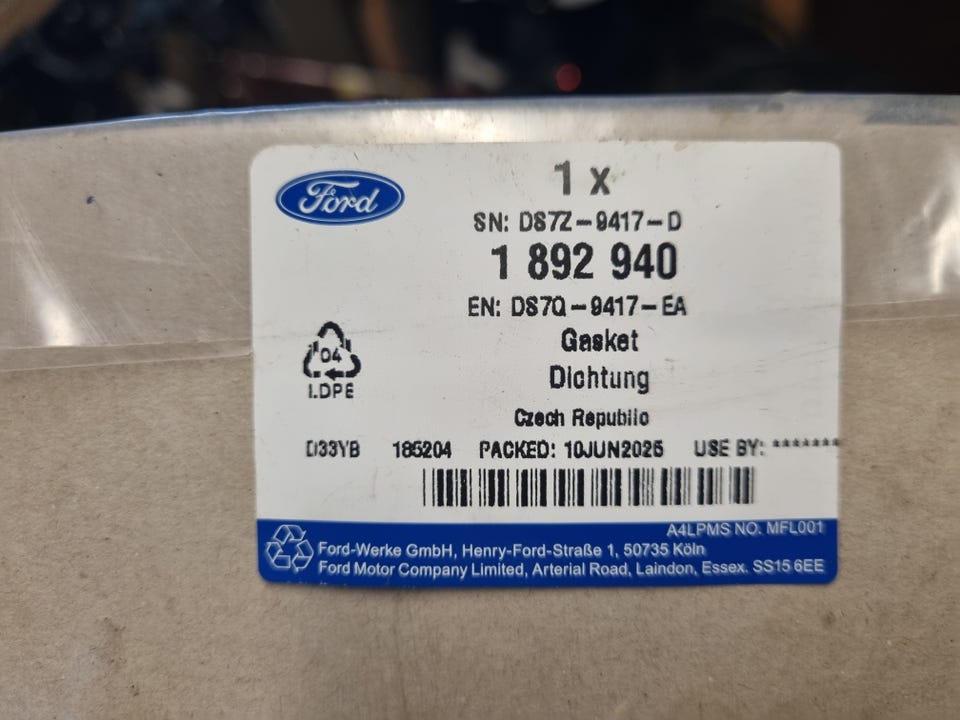 Ford
1 x
SN: DS7Z-9417-D
1 892 940
EN: DS7Q-9417-EA
Gasket
Dichtung
Czech Republic
04
LDPE
D33YB 185204 PACKED: 10JUN2025 USE BY: *******
A4LPMS NO. MFL001
Ford-Werke GmbH, Henry-Ford-Straße 1, 50735 Köln
Ford Motor Company Limited, Arterial Road, Laindon, Essex. SS15 6EE